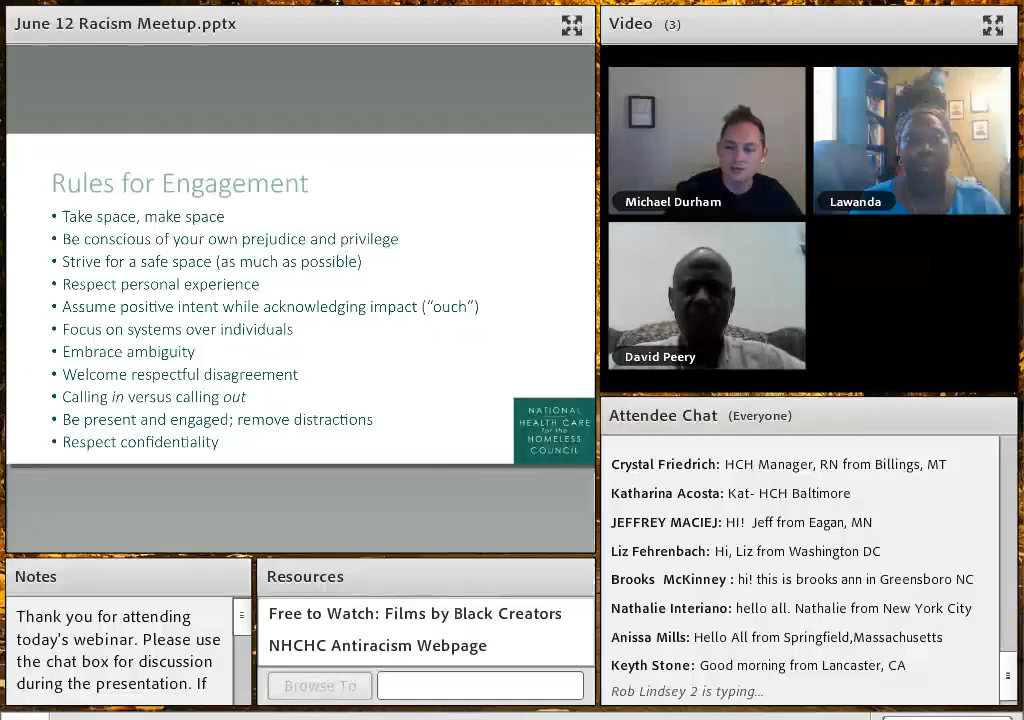 June 12 Racism Meetup.pptx
Rules for Engagement
• Take space, make space
• Be conscious of your own prejudice and privilege
• Strive for a safe space (as much as possible)
• Respect personal experience
• Assume positive intent while acknowledging impact (“ouch”)
• Focus on systems over individuals
• Embrace ambiguity
• Welcome respectful disagreement
• Calling in versus calling out
• Be present and engaged; remove distractions
• Respect confidentiality
NATIONAL
HEALTH CARE
for the
HOMELESS
COUNCIL
Video (3)
Michael Durham
Lawanda
David Peery
Attendee Chat (Everyone)
Crystal Friedrich: HCH Manager, RN from Billings, MT
Katharina Acosta: Kat- HCH Baltimore
JEFFREY MACIEJ: HI! Jeff from Eagan, MN
Liz Fehrenbach: Hi, Liz from Washington DC
Brooks McKinney : hi! this is brooks ann in Greensboro NC
Nathalie Interiano: hello all. Nathalie from New York City
Anissa Mills: Hello All from Springfield,Massachusetts
Keyth Stone: Good morning from Lancaster, CA
Rob Lindsey 2 is typing...
Notes
Thank you for attending
today's webinar. Please use
the chat box for discussion
during the presentation. If
Resources
Free to Watch: Films by Black Creators
NHCHC Antiracism Webpage
Browse To